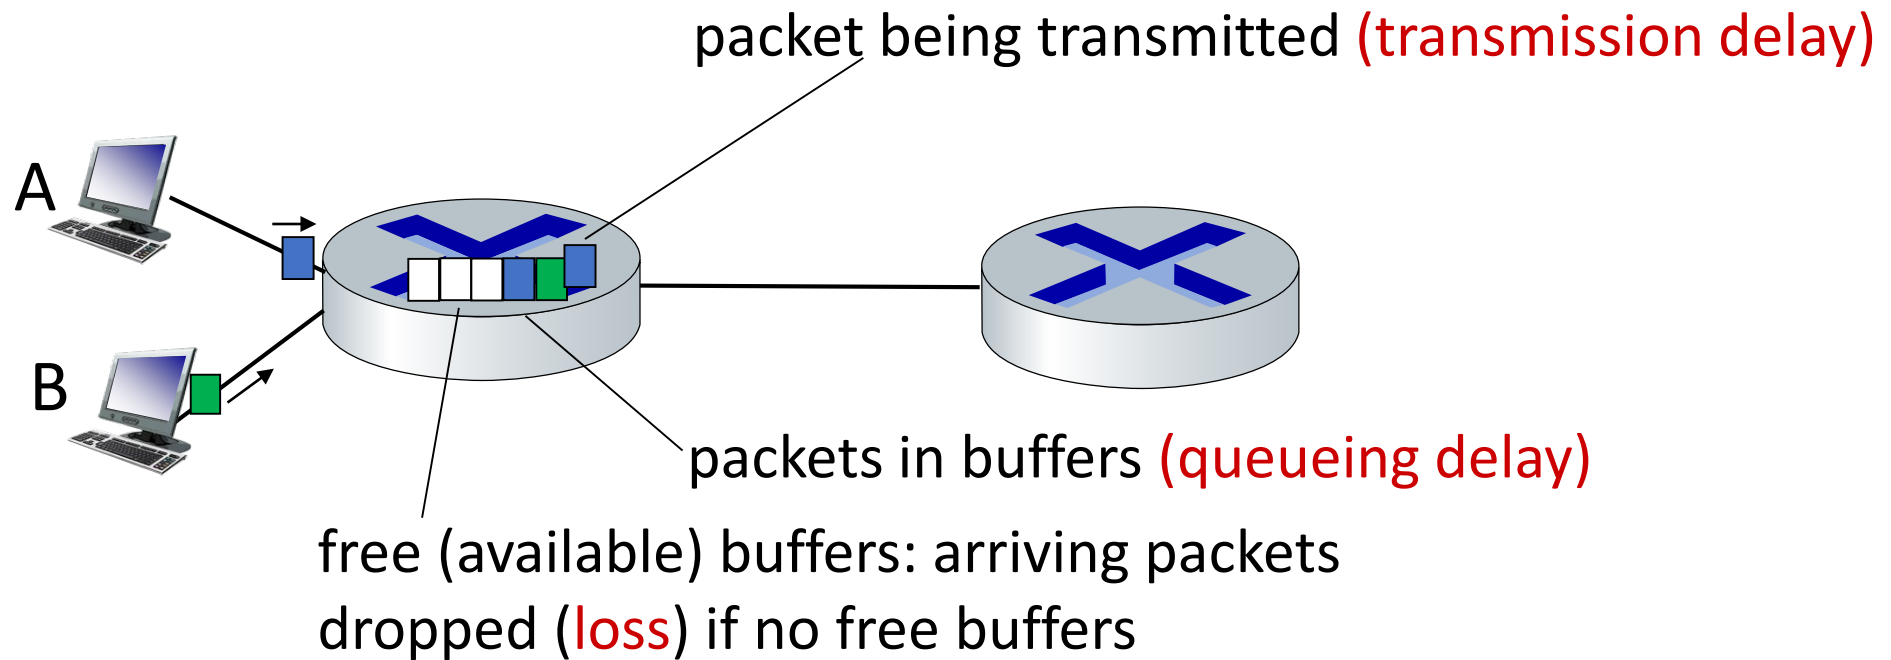 packet being transmitted (transmission delay)
A
B
packets in buffers (queueing delay)
free (available) buffers: arriving packets
dropped (loss) if no free buffers